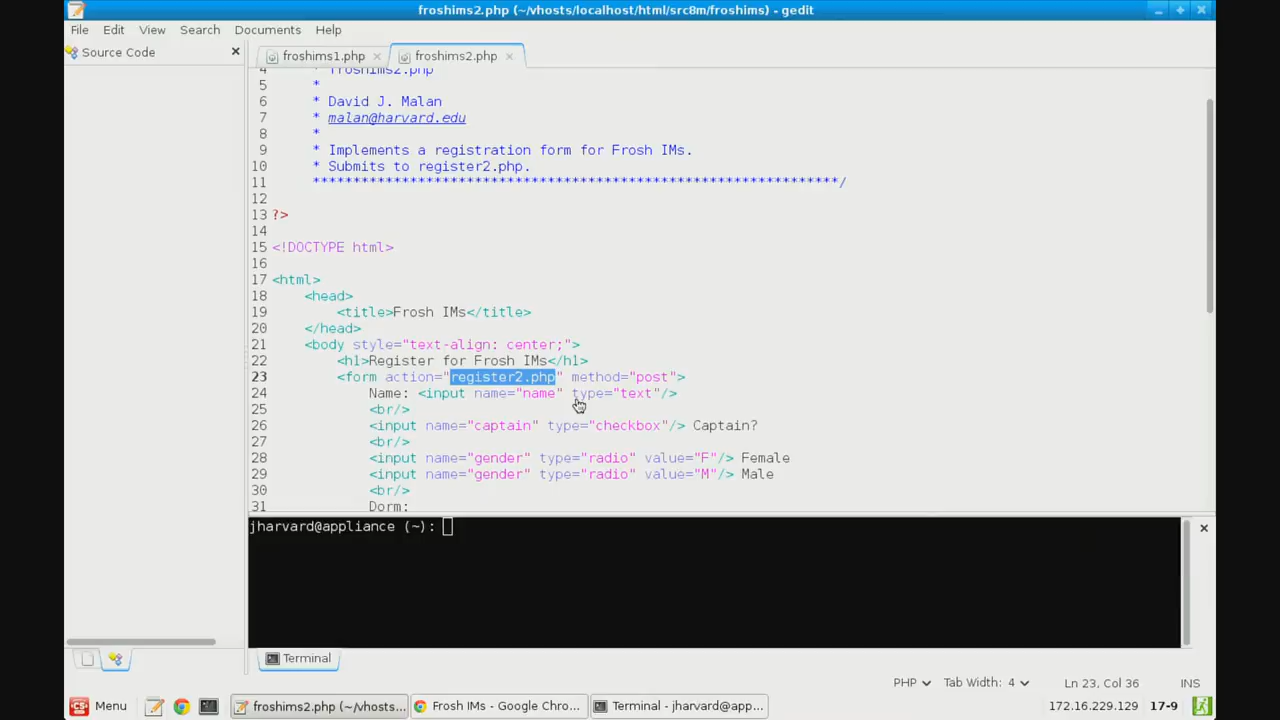 froshims2.php (~/vhosts/localhost/html/src8m/froshims) - gedit
File Edit View Search Documents Help
Source Code
froshims1.php froshims2.php
4 * froshims2.php
5 *
6 * David J. Malan
7 * malan@harvard.edu
8 *
9 * Implements a registration form for Frosh IMs.
10 * Submits to register2.php.
11 *****************************************************************/
12
13 ?>
14
15 <!DOCTYPE html>
16
17 <html>
18 <head>
19 <title>Frosh IMs</title>
20 </head>
21 <body style="text-align: center;">
22 <h1>Register for Frosh IMs</h1>
23 <form action="register2.php" method="post">
24 Name: <input name="name" type="text"/>
25 <br/>
26 <input name="captain" type="checkbox"/> Captain?
27 <br/>
28 <input name="gender" type="radio" value="F"/> Female
29 <input name="gender" type="radio" value="M"/> Male
30 <br/>
31 Dorm:
jharvard@appliance (~):
Terminal
PHP Tab Width: 4 Ln 23, Col 36 INS
Menu froshims2.php (~/vhosts... Frosh IMs - Google Chro... Terminal - jharvard@app... 172.16.229.129 17-9